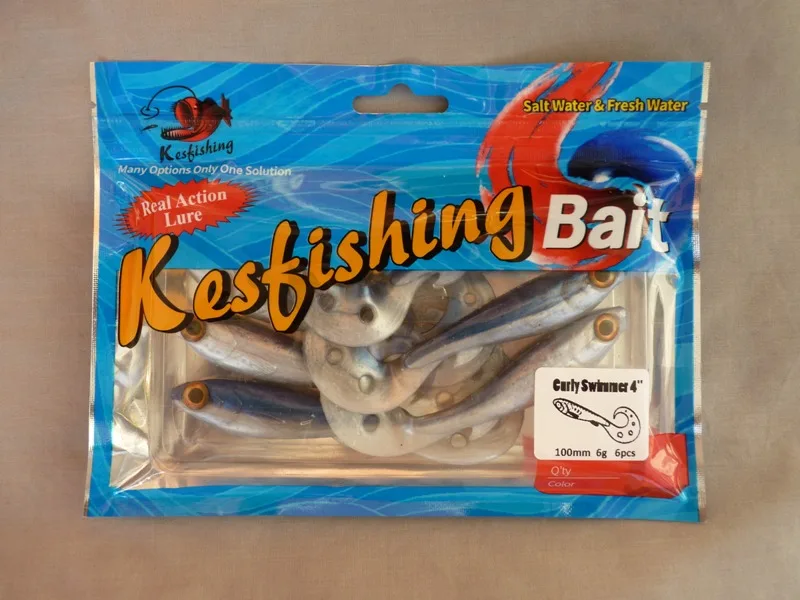 Salt Water & Fresh Water
Kesfishing
Many Options Only One Solution
Real Action
Lure
Kesfishing Bait
Curly Swimmer 4"
100mm 6g 6pcs
Q'ty
Color